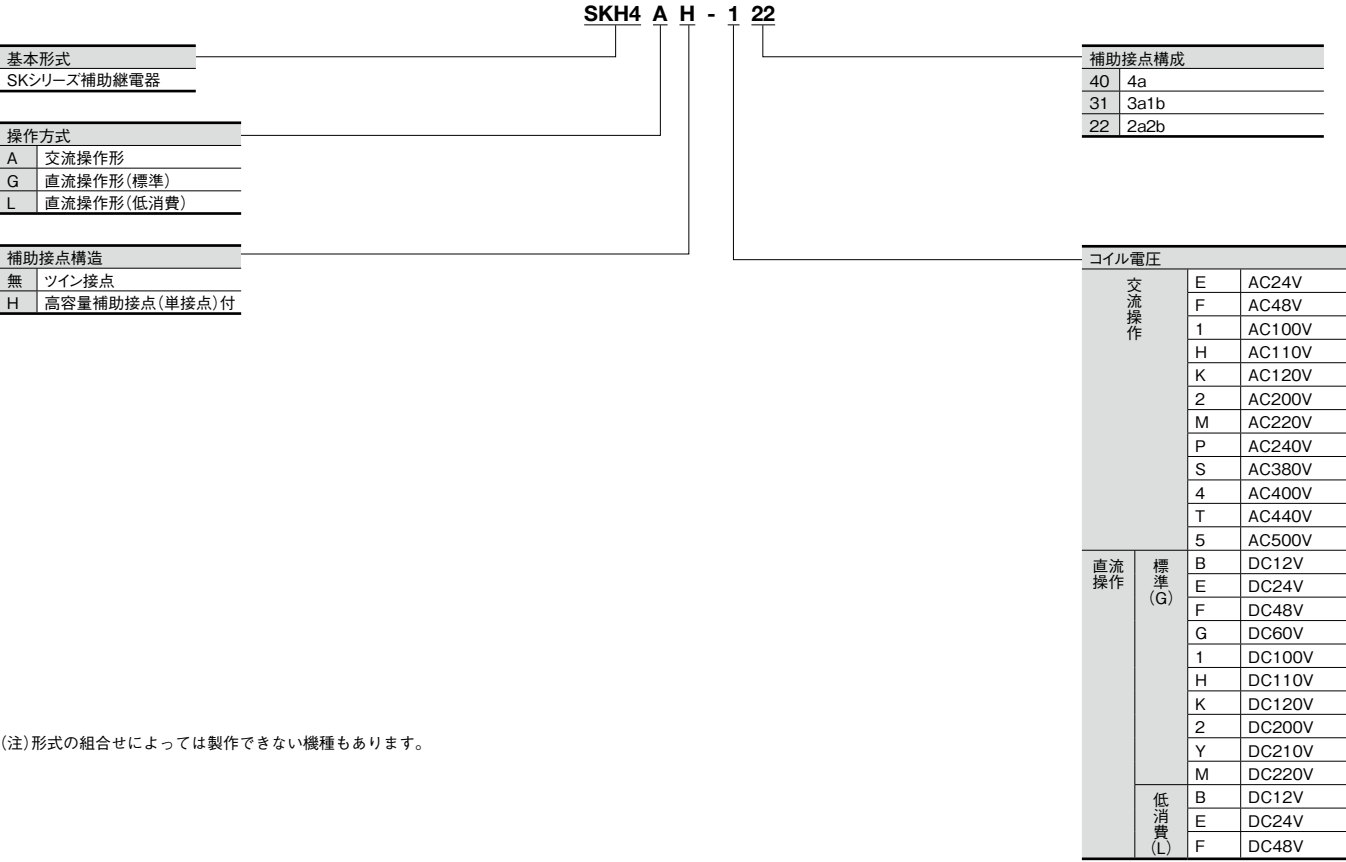 SKH4 A H - 1 22
基本形式
SKシリーズ補助継電器
操作方式
A 交流操作形
G 直流操作形(標準)
L 直流操作形(低消費)
補助接点構造
無 ツイン接点
H 高容量補助接点(単接点)付
補助接点構成
40 4a
31 3a1b
22 2a2b
コイル電圧
交流操作
E AC24V
F AC48V
1 AC100V
H AC110V
K AC120V
2 AC200V
M AC220V
P AC240V
S AC380V
4 AC400V
T AC440V
5 AC500V
直流操作
標準(G)
B DC12V
E DC24V
F DC48V
G DC60V
1 DC100V
H DC110V
K DC120V
2 DC200V
Y DC210V
M DC220V
低消費(L)
B DC12V
E DC24V
F DC48V
(注)形式の組合せによっては製作できない機種もあります。